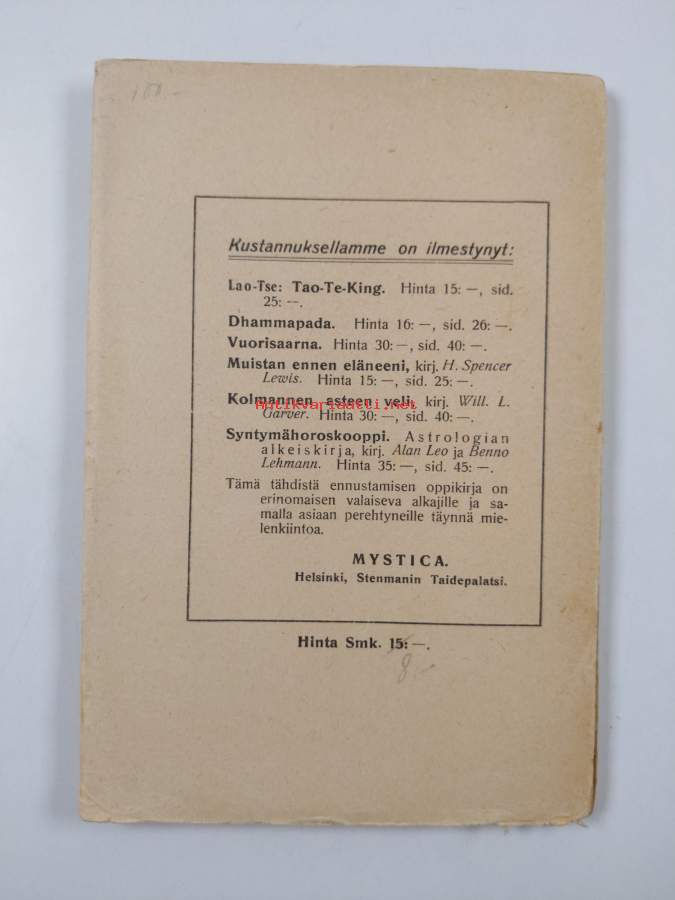 100 -
Kustannuksellamme on ilmestynyt:
Lao-Tse: Tao-Te-King. Hinta 15: —, sid.
25: —.
Dhammapada. Hinta 16: —, sid. 26: —.
Vuorisaarna. Hinta 30: —, sid. 40: —.
Muistan ennen eläneeni, kirj. H. Spencer
Lewis. Hinta 15: —, sid. 25: —.
Kolmannen asteen veli, kirj. Will. L.
antikvariaatti.net
Garver. Hinta 30: —, sid. 40: —.
Syntymähoroskooppi. Astrologian
alkeiskirja, kirj. Alan Leo ja Benno
Lehmann. Hinta 35: —, sid. 45: —.
Tämä tähdistä ennustamisen oppikirja on
erinomaisen valaiseva alkajille ja sa-
malla asiaan perehtyneille täynnä mie-
lenkiintoa.
MYSTICA.
Helsinki, Stenmanin Taidepalatsi.
Hinta Smk. 15: —.
8,-